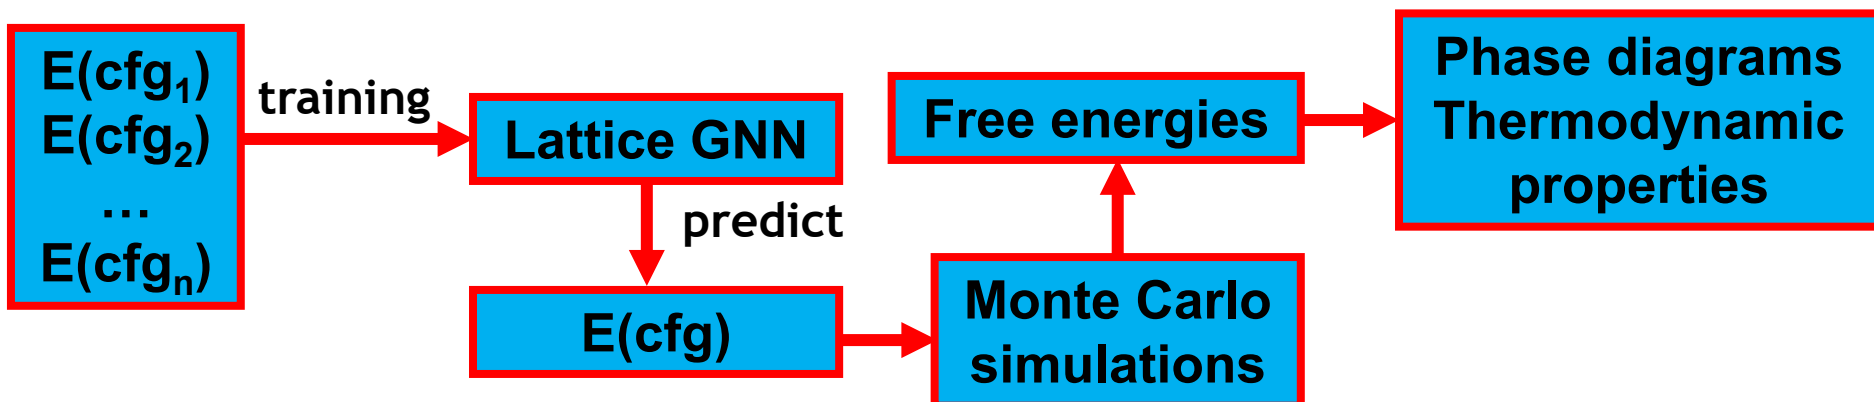 E(cfg₁)
E(cfg₂)
...
E(cfgₙ)
training
Lattice GNN
predict
E(cfg)
Monte Carlo
simulations
Free energies
Phase diagrams
Thermodynamic
properties